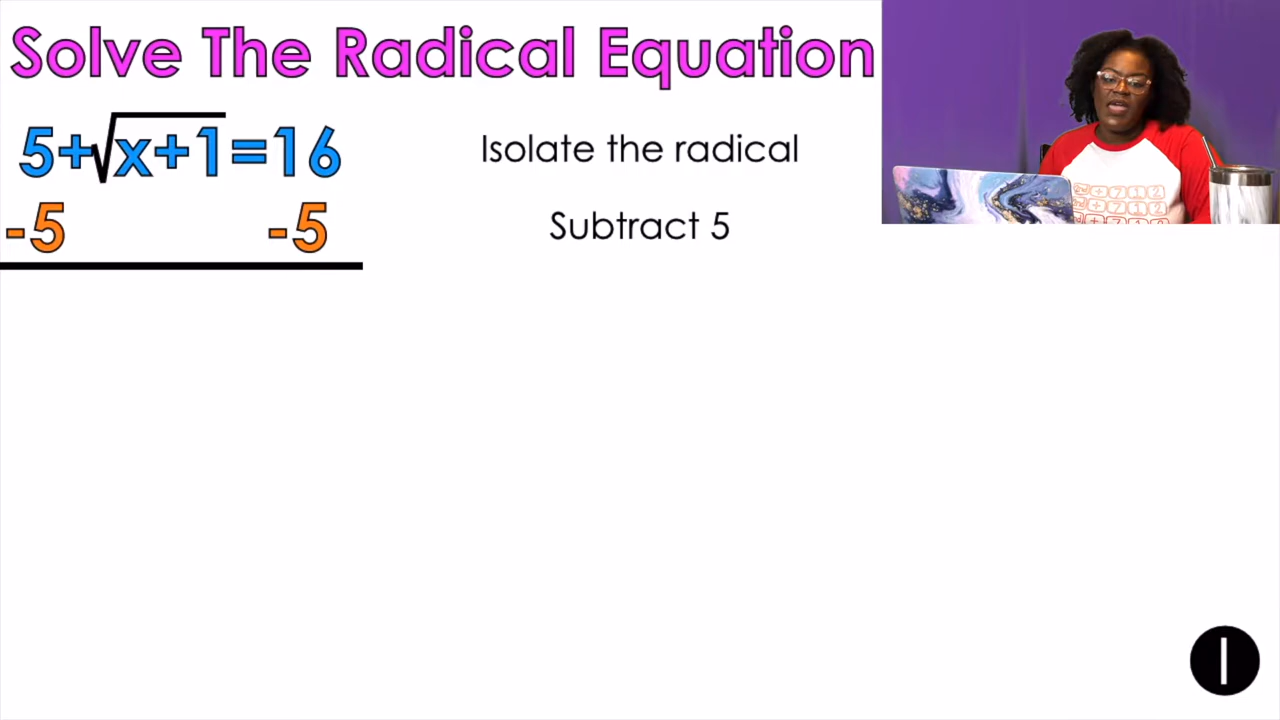 Solve The Radical Equation
5+√x+1=16
Isolate the radical
-5 -5
Subtract 5